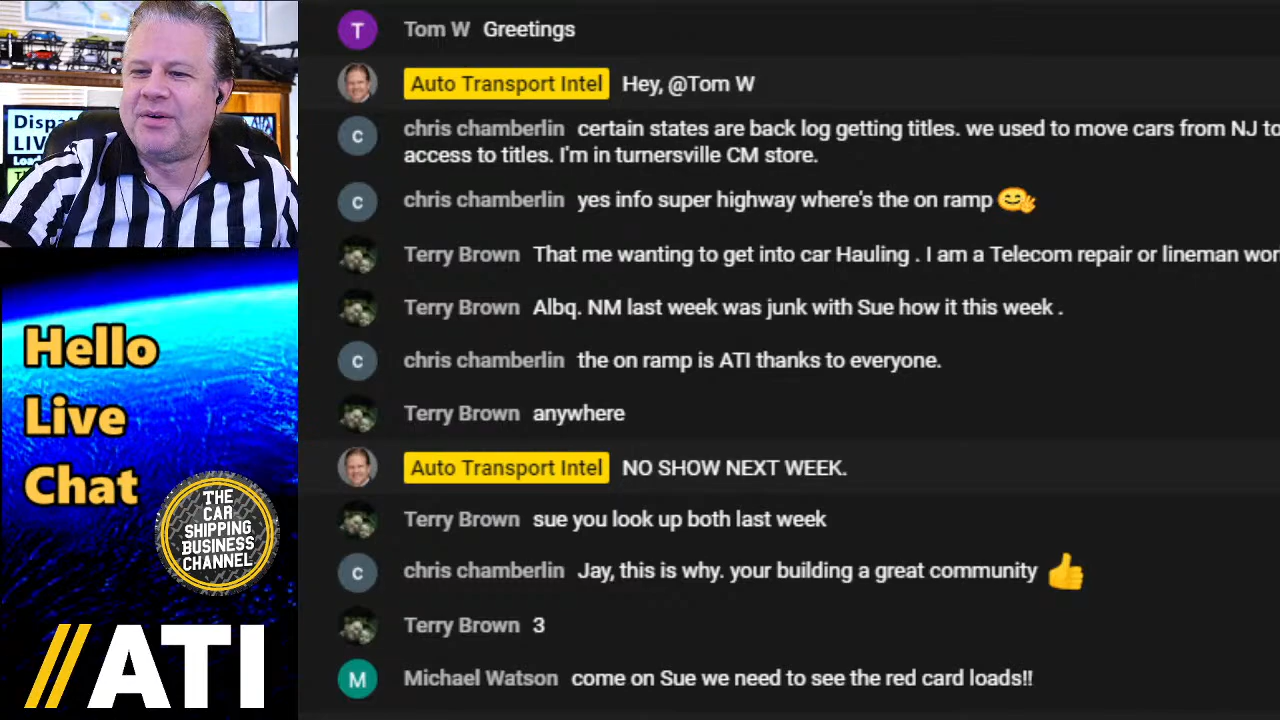 Dispa
LIV
Loa
Hello
Live
Chat
THE
CAR
SHIPPING
BUSINESS
CHANNEL
//ATI
T Tom W Greetings
Auto Transport Intel Hey, @Tom W
c chris chamberlin certain states are back log getting titles. we used to move cars from NJ to
access to titles. I'm in turnersville CM store.
c chris chamberlin yes info super highway where's the on ramp 😊👋
Terry Brown That me wanting to get into car Hauling . I am a Telecom repair or lineman wor
Terry Brown Albq. NM last week was junk with Sue how it this week .
c chris chamberlin the on ramp is ATI thanks to everyone.
Terry Brown anywhere
Auto Transport Intel NO SHOW NEXT WEEK.
Terry Brown sue you look up both last week
c chris chamberlin Jay, this is why. your building a great community 👍
Terry Brown 3
M Michael Watson come on Sue we need to see the red card loads!!